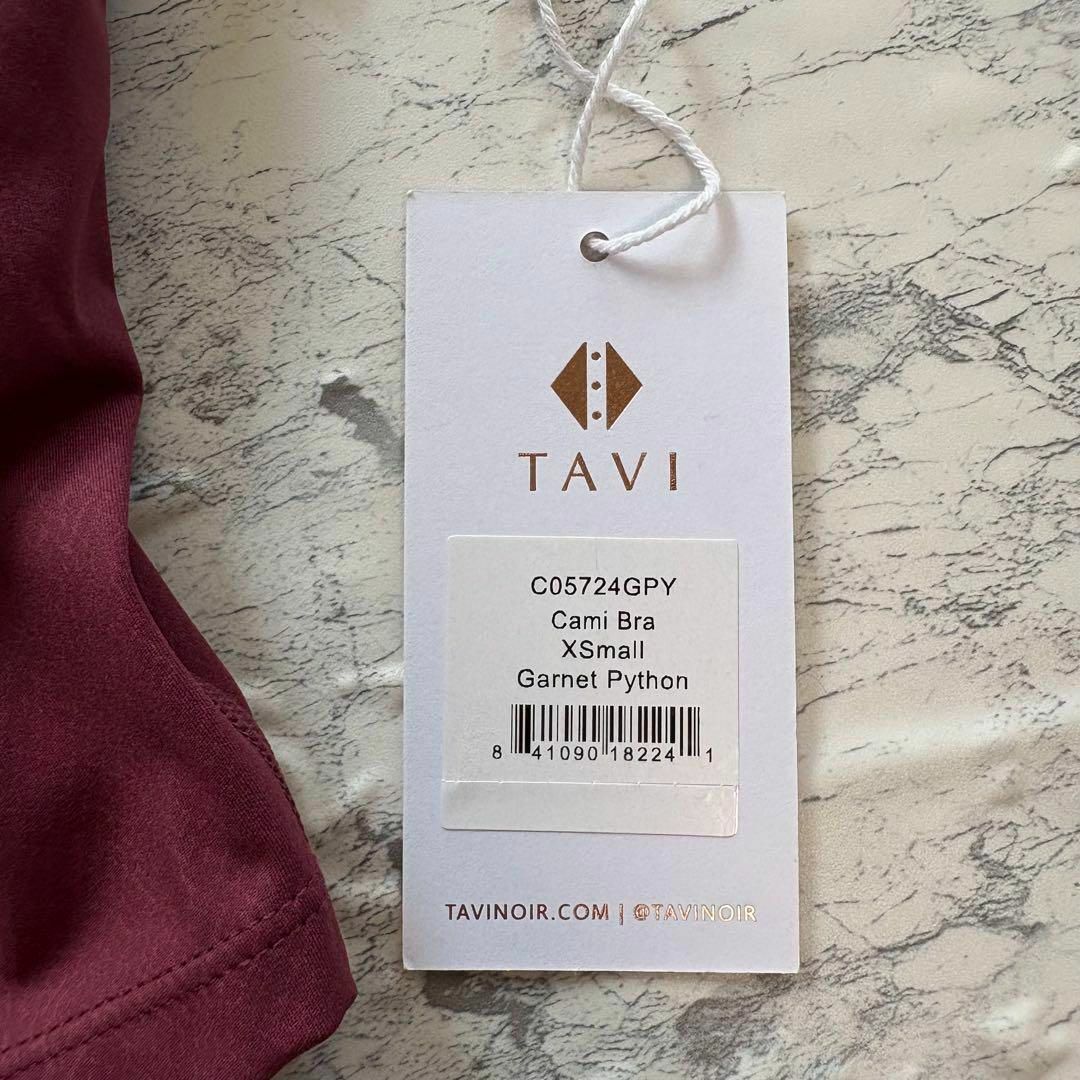 TAVI
C05724GPY
Cami Bra
XSmall
Garnet Python
8 41090 18224 1
TAVINOIR.COM | @TAVINOIR